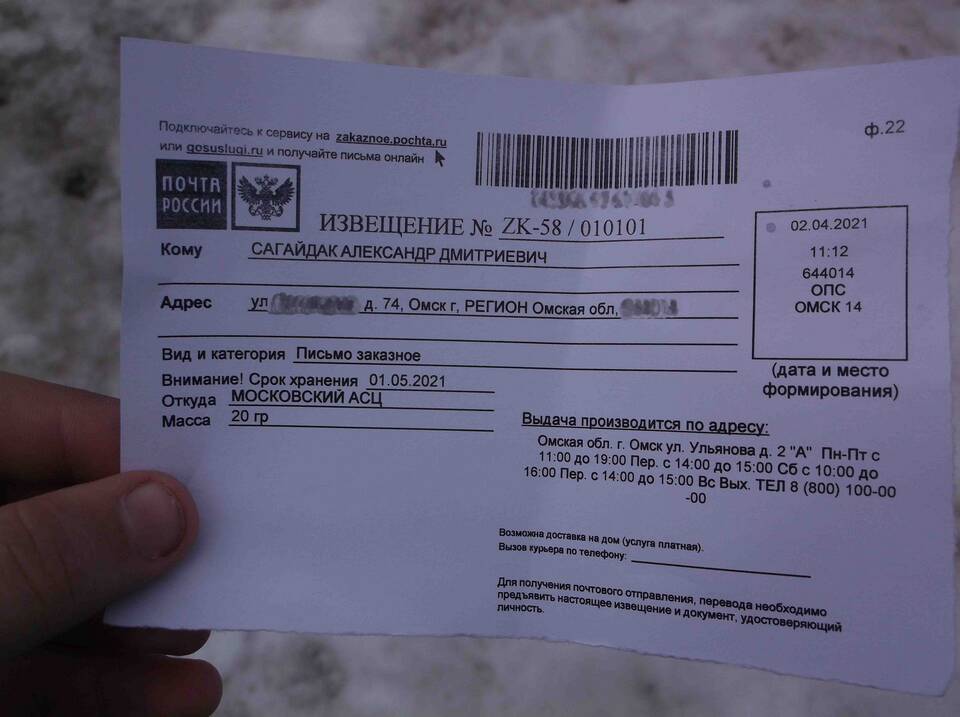 Подключайтесь к сервису на zakaznoe.pochta.ru
или gosuslugi.ru и получайте письма онлайн
ф.22
ПОЧТА
РОССИИ
ИЗВЕЩЕНИЕ № ZK-58 / 010101
02.04.2021
11:12
644014
ОПС
ОМСК 14
(дата и место
формирования)
Кому САГАЙДАК АЛЕКСАНДР ДМИТРИЕВИЧ
Адрес ул д. 74, Омск г, РЕГИОН Омская обл,
Вид и категория Письмо заказное
Внимание! Срок хранения 01.05.2021
Откуда МОСКОВСКИЙ АСЦ
Масса 20 гр
Выдача производится по адресу:
Омская обл. г. Омск ул. Ульянова д. 2 "А" Пн-Пт с
11:00 до 19:00 Пер. с 14:00 до 15:00 Сб с 10:00 до
16:00 Пер. с 14:00 до 15:00 Вс Вых. ТЕЛ 8 (800) 100-00
-00
Возможна доставка на дом (услуга платная).
Вызов курьера по телефону:
Для получения почтового отправления, перевода необходимо
предъявить настоящее извещение и документ, удостоверяющий
личность.